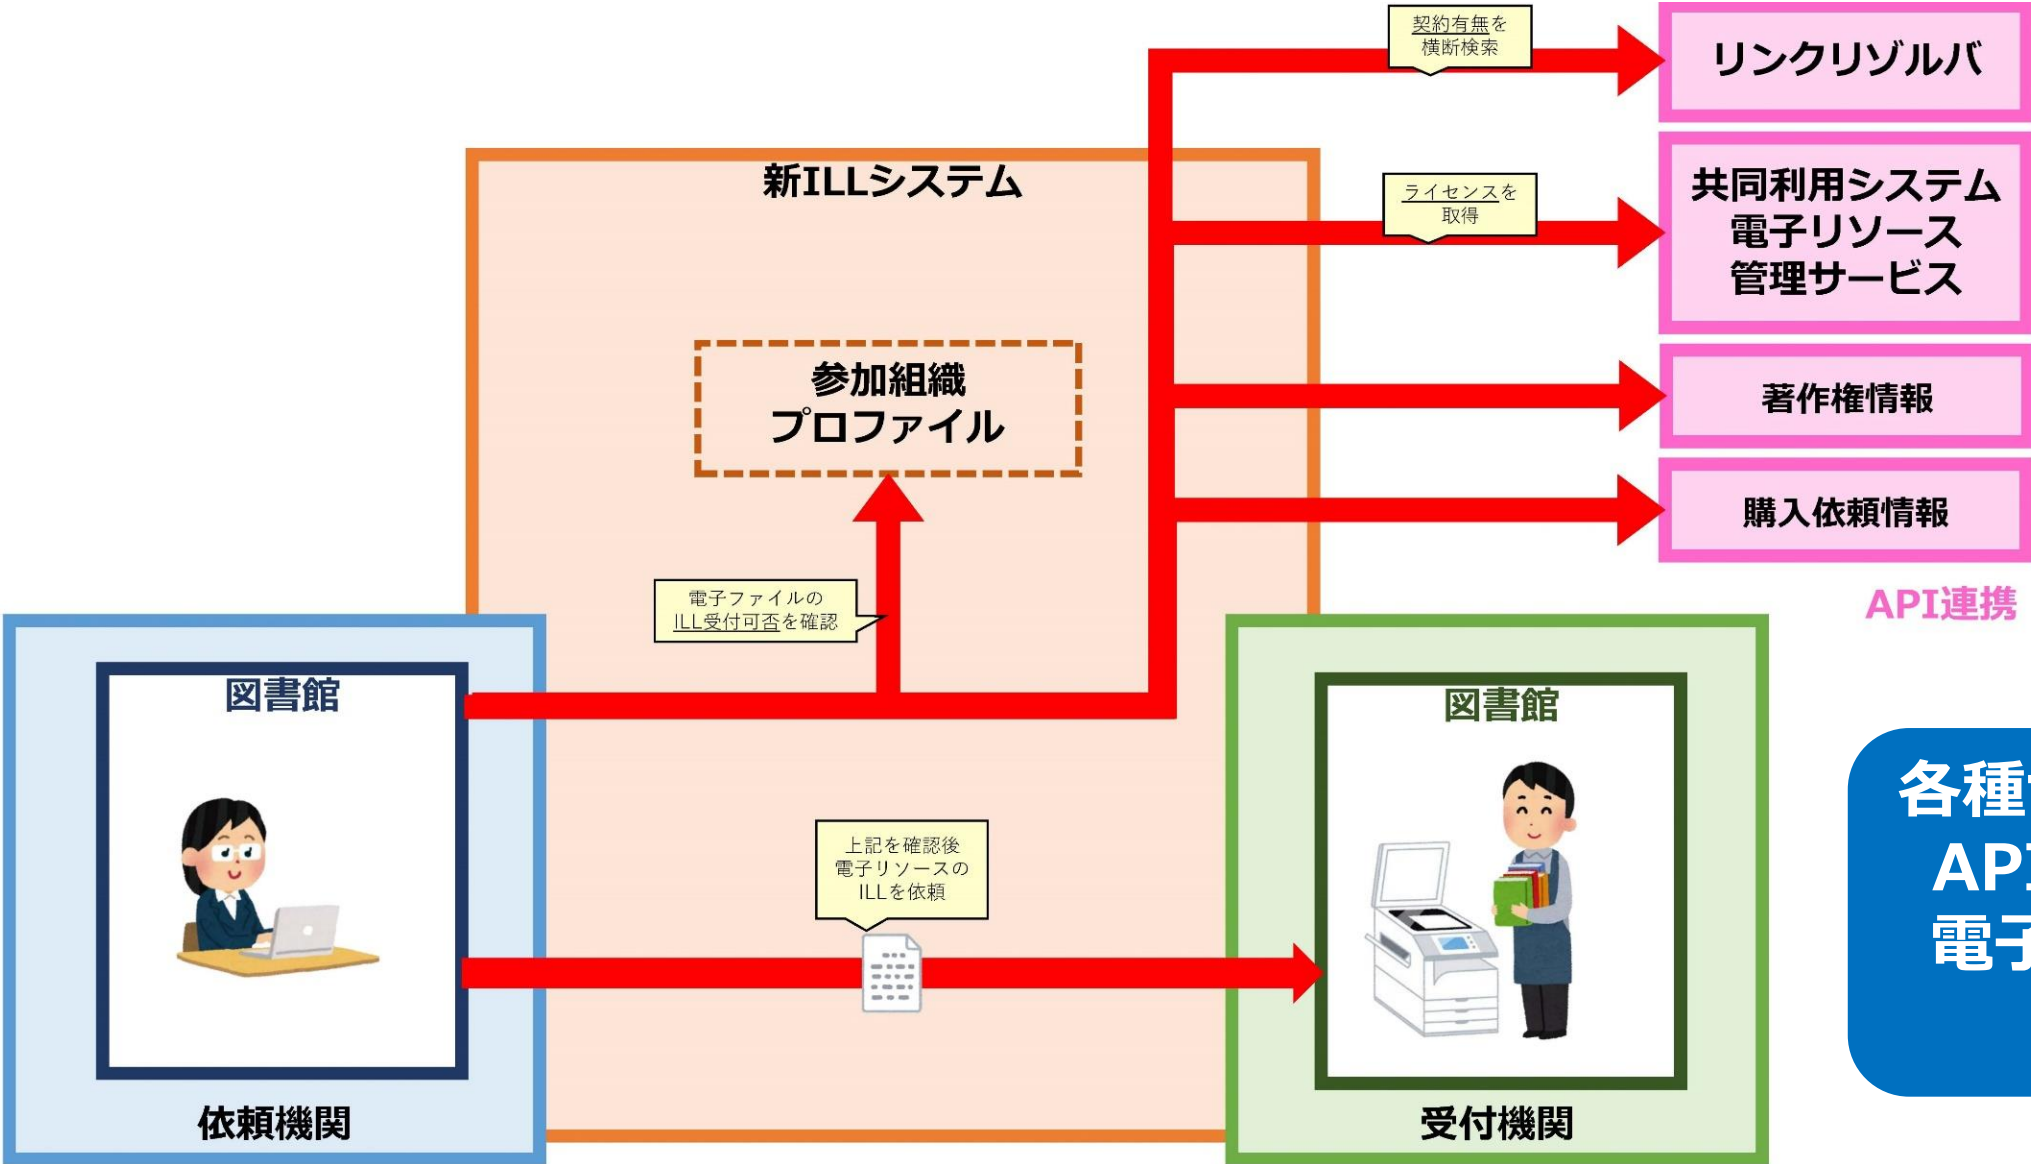 契約有無を
横断検索
リンクリゾルバ
新ILLシステム
ライセンスを
取得
共同利用システム
電子リソース
管理サービス
参加組織
プロファイル
著作権情報
購入依頼情報
電子ファイルの
ILL受付可否を確認
API連携
図書館
図書館
上記を確認後
電子リソースの
ILLを依頼
各種
API
電子
依頼機関
受付機関